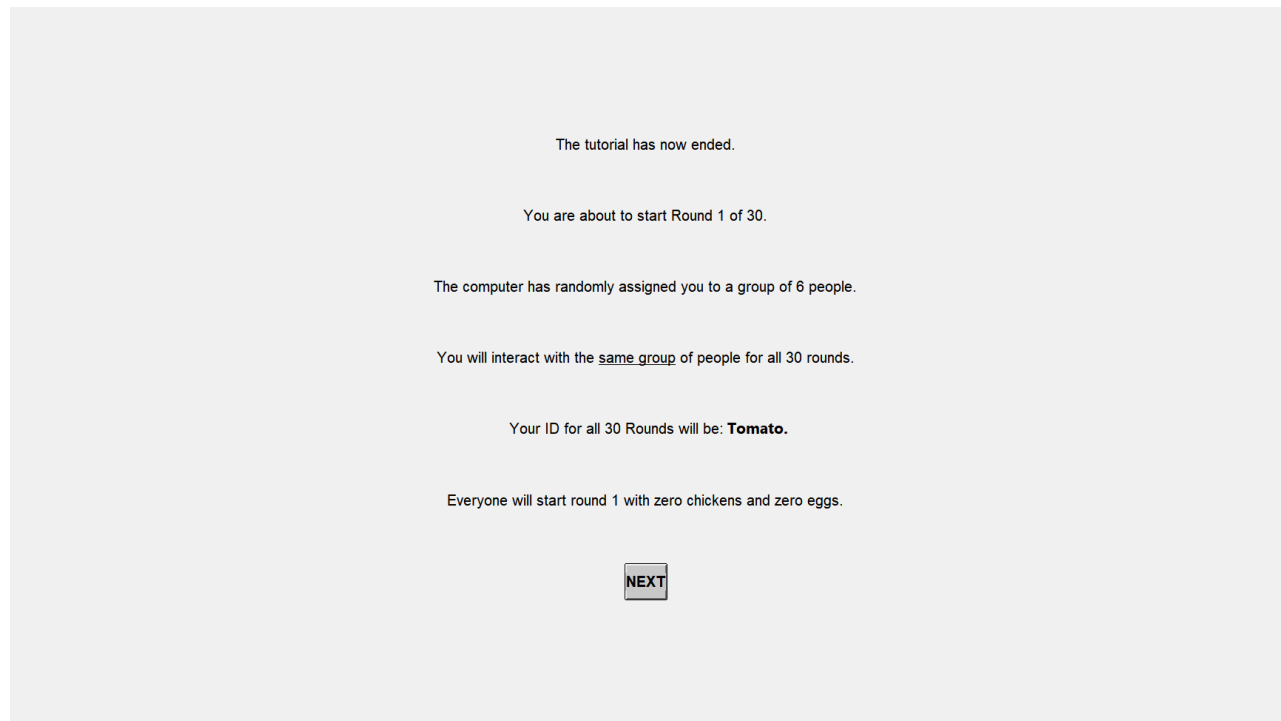 The tutorial has now ended.
You are about to start Round 1 of 30.
The computer has randomly assigned you to a group of 6 people.
You will interact with the same group of people for all 30 rounds.
Your ID for all 30 Rounds will be: Tomato.
Everyone will start round 1 with zero chickens and zero eggs.
NEXT